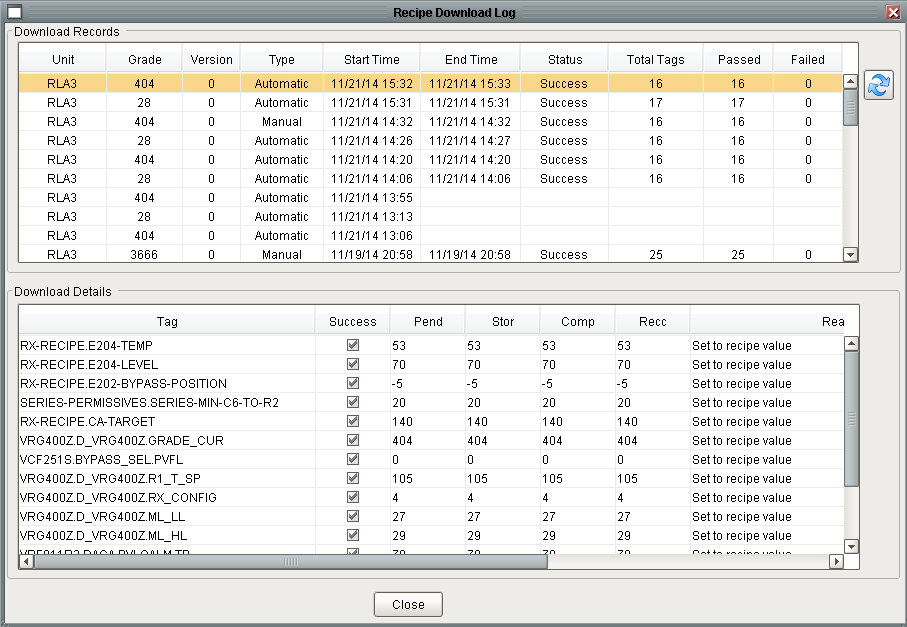 Recipe Download Log
Download Records
Unit Grade Version Type Start Time End Time Status Total Tags Passed Failed
RLA3 404 0 Automatic 11/21/14 15:32 11/21/14 15:33 Success 16 16 0
RLA3 28 0 Automatic 11/21/14 15:31 11/21/14 15:31 Success 17 17 0
RLA3 404 0 Manual 11/21/14 14:32 11/21/14 14:32 Success 16 16 0
RLA3 28 0 Automatic 11/21/14 14:26 11/21/14 14:27 Success 16 16 0
RLA3 404 0 Automatic 11/21/14 14:20 11/21/14 14:20 Success 16 16 0
RLA3 28 0 Automatic 11/21/14 14:06 11/21/14 14:06 Success 16 16 0
RLA3 404 0 Automatic 11/21/14 13:55
RLA3 28 0 Automatic 11/21/14 13:13
RLA3 404 0 Automatic 11/21/14 13:06
RLA3 3666 0 Manual 11/19/14 20:58 11/19/14 20:58 Success 25 25 0
Download Details
Tag Success Pend Stor Comp Recc Rea
RX-RECIPE.E204-TEMP 53 53 53 53 Set to recipe value
RX-RECIPE.E204-LEVEL 70 70 70 70 Set to recipe value
RX-RECIPE.E202-BYPASS-POSITION -5 -5 -5 -5 Set to recipe value
SERIES-PERMISSIVES.SERIES-MIN-C6-TO-R2 20 20 20 20 Set to recipe value
RX-RECIPE.CA-TARGET 140 140 140 140 Set to recipe value
VRG400Z.D_VRG400Z.GRADE_CUR 404 404 404 404 Set to recipe value
VCF251S.BYPASS_SEL.PVFL 0 0 0 0 Set to recipe value
VRG400Z.D_VRG400Z.R1_T_SP 105 105 105 105 Set to recipe value
VRG400Z.D_VRG400Z.RX_CONFIG 4 4 4 4 Set to recipe value
VRG400Z.D_VRG400Z.ML_LL 27 27 27 27 Set to recipe value
VRG400Z.D_VRG400Z.ML_HL 29 29 29 29 Set to recipe value
Set to recipe value
Close